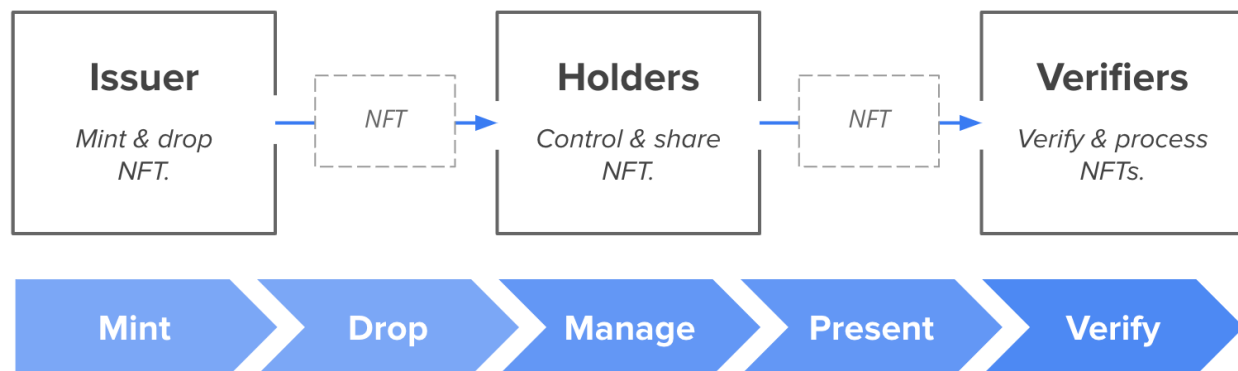 Issuer
Mint & drop
NFT.
NFT
Holders
Control & share
NFT.
NFT
Verifiers
Verify & process
NFTs.
Mint
Drop
Manage
Present
Verify